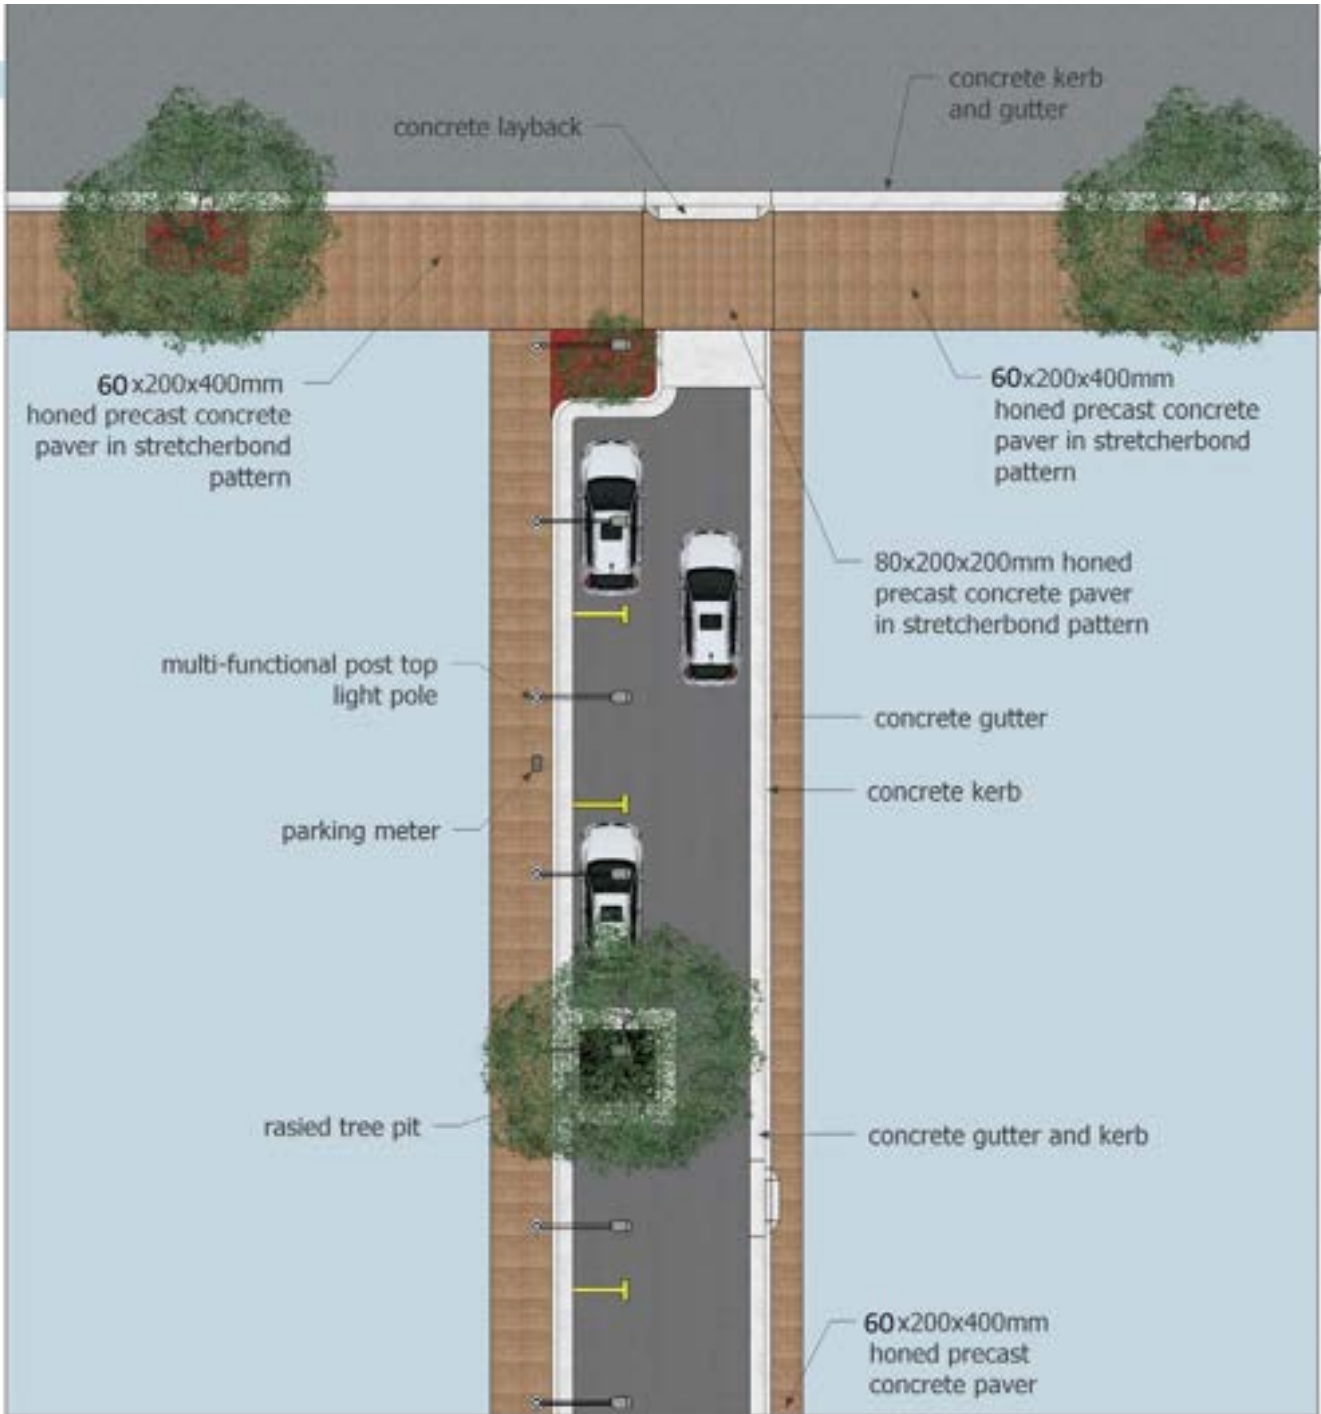 concrete kerb
and gutter
concrete layback
60x200x400mm
honed precast concrete
paver in stretcherbond
pattern
60x200x400mm
honed precast concrete
paver in stretcherbond
pattern
80x200x200mm honed
precast concrete paver
in stretcherbond pattern
multi-functional post top
light pole
concrete gutter
concrete kerb
parking meter
rasied tree pit
concrete gutter and kerb
60x200x400mm
honed precast
concrete paver